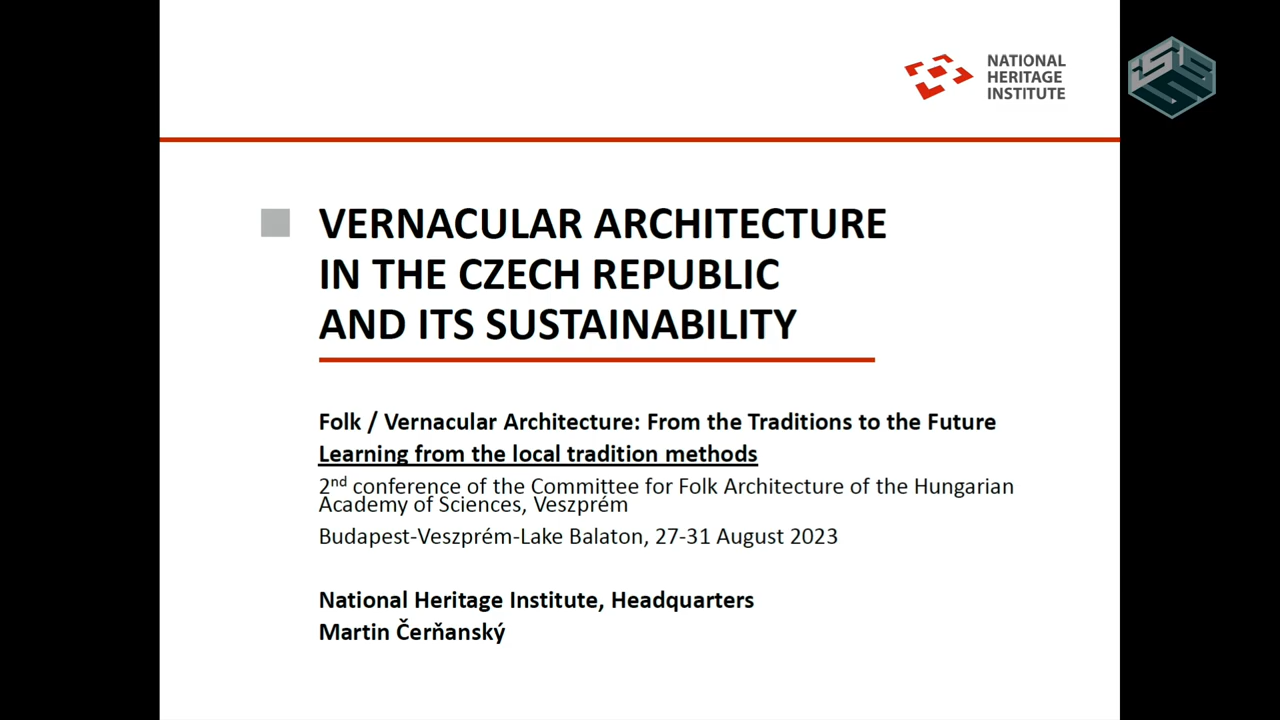 NATIONAL
HERITAGE
INSTITUTE
VERNACULAR ARCHITECTURE
IN THE CZECH REPUBLIC
AND ITS SUSTAINABILITY
Folk / Vernacular Architecture: From the Traditions to the Future
Learning from the local tradition methods
2nd conference of the Committee for Folk Architecture of the Hungarian
Academy of Sciences, Veszprém
Budapest-Veszprém-Lake Balaton, 27-31 August 2023
National Heritage Institute, Headquarters
Martin Čerňanský